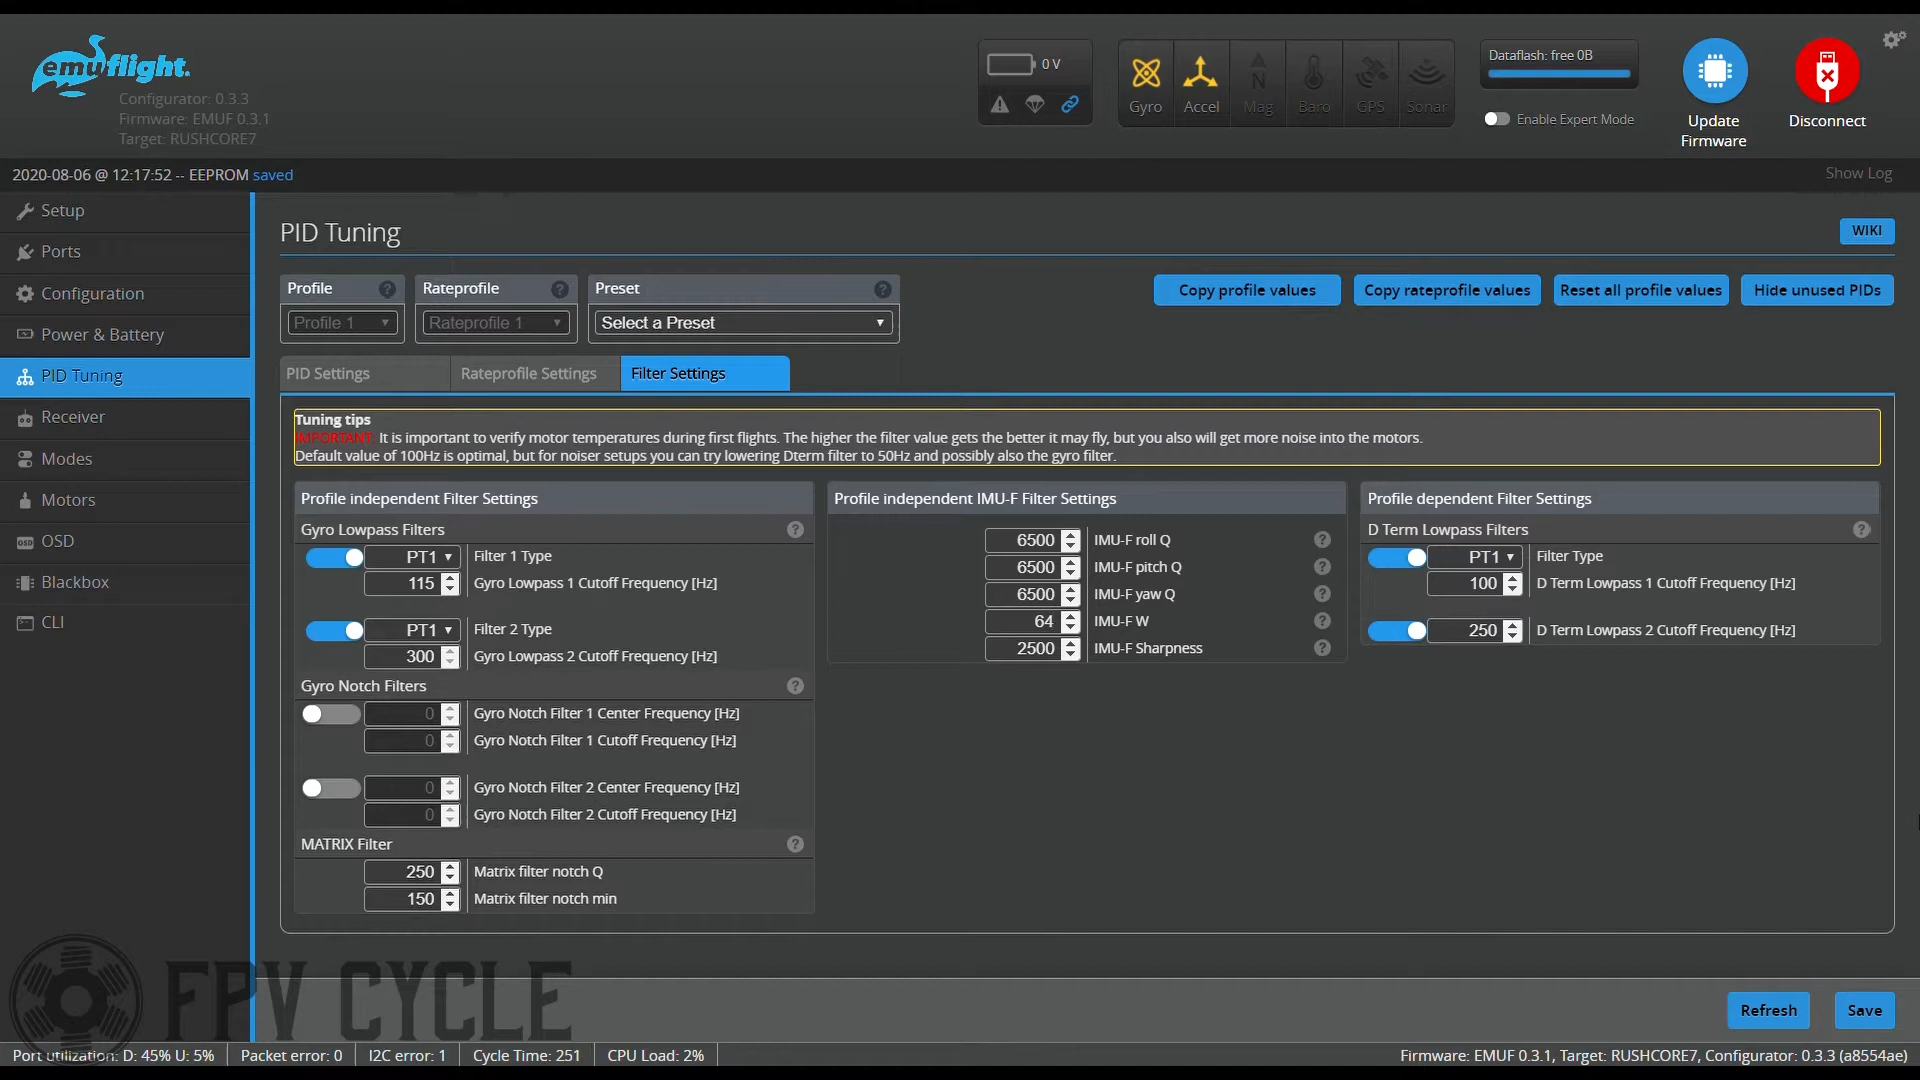 emuflight.
Configurator: 0.3.3
Firmware: EMUF 0.3.1
Target: RUSHCORE7
0 V
Gyro
Accel
Mag
Baro
GPS
Sonar
Dataflash: free 0B
Enable Expert Mode
Update
Firmware
Disconnect
2020-08-06 @ 12:17:52 -- EEPROM saved
Show Log
Setup
Ports
Configuration
Power & Battery
PID Tuning
Receiver
Modes
Motors
OSD
Blackbox
CLI
PID Tuning
WIKI
Profile
Profile 1
Rateprofile
Rateprofile 1
Preset
Select a Preset
Copy profile values
Copy rateprofile values
Reset all profile values
Hide unused PIDs
PID Settings
Rateprofile Settings
Filter Settings
Tuning tips
IMPORTANT: It is important to verify motor temperatures during first flights. The higher the filter value gets the better it may fly, but you also will get more noise into the motors.
Default value of 100Hz is optimal, but for noiser setups you can try lowering Dterm filter to 50Hz and possibly also the gyro filter.
Profile independent Filter Settings
Gyro Lowpass Filters
PT1 Filter 1 Type
115 Gyro Lowpass 1 Cutoff Frequency [Hz]
PT1 Filter 2 Type
300 Gyro Lowpass 2 Cutoff Frequency [Hz]
Gyro Notch Filters
0 Gyro Notch Filter 1 Center Frequency [Hz]
0 Gyro Notch Filter 1 Cutoff Frequency [Hz]
0 Gyro Notch Filter 2 Center Frequency [Hz]
0 Gyro Notch Filter 2 Cutoff Frequency [Hz]
MATRIX Filter
250 Matrix filter notch Q
150 Matrix filter notch min
Profile independent IMU-F Filter Settings
6500 IMU-F roll Q
6500 IMU-F pitch Q
6500 IMU-F yaw Q
64 IMU-F W
2500 IMU-F Sharpness
Profile dependent Filter Settings
D Term Lowpass Filters
PT1 Filter Type
100 D Term Lowpass 1 Cutoff Frequency [Hz]
250 D Term Lowpass 2 Cutoff Frequency [Hz]
FPV CYCLE
Refresh
Save
Port utilization: D: 45% U: 5%
Packet error: 0
I2C error: 1
Cycle Time: 251
CPU Load: 2%
Firmware: EMUF 0.3.1, Target: RUSHCORE7, Configurator: 0.3.3 (a8554ae)